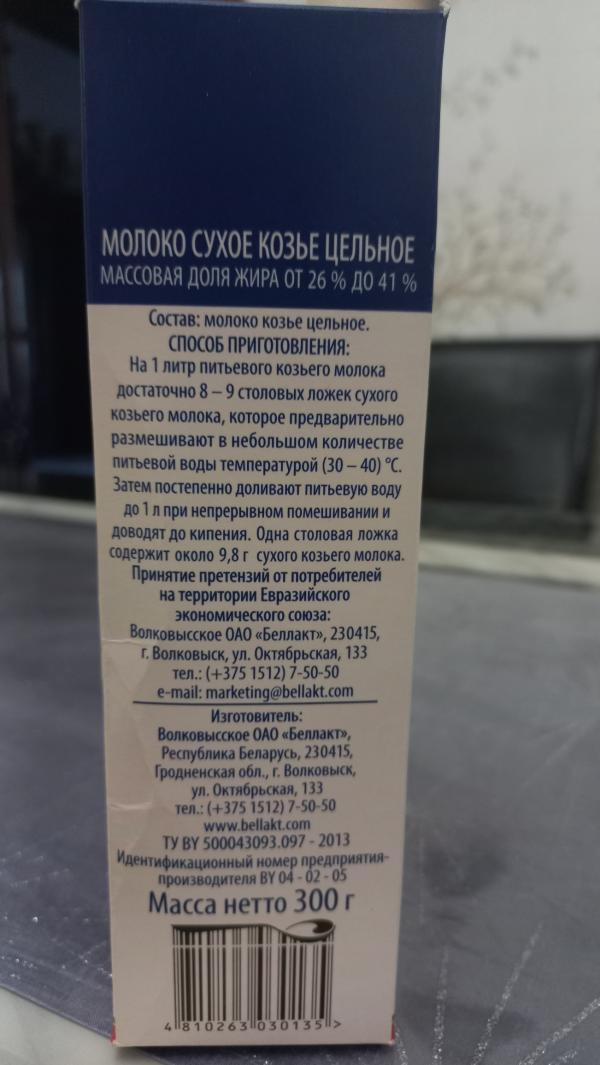 МОЛОКО СУХОЕ КОЗЬЕ ЦЕЛЬНОЕ
МАССОВАЯ ДОЛЯ ЖИРА ОТ 26 % ДО 41 %
Состав: молоко козье цельное.
СПОСОБ ПРИГОТОВЛЕНИЯ:
На 1 литр питьевого козьего молока
достаточно 8 – 9 столовых ложек сухого
козьего молока, которое предварительно
размешивают в небольшом количестве
питьевой воды температурой (30 – 40) °С.
Затем постепенно доливают питьевую воду
до 1 л при непрерывном помешивании и
доводят до кипения. Одна столовая ложка
содержит около 9,8 г сухого козьего молока.
Принятие претензий от потребителей
на территории Евразийского
экономического союза:
Волковысское ОАО «Беллакт», 230415,
г. Волковыск, ул. Октябрьская, 133
тел.: (+375 1512) 7-50-50
e-mail: marketing@bellakt.com
Изготовитель:
Волковысское ОАО «Беллакт»,
Республика Беларусь, 230415,
Гродненская обл., г. Волковыск,
ул. Октябрьская, 133
тел.: (+375 1512) 7-50-50
www.bellakt.com
ТУ BY 500043093.097 - 2013
Идентификационный номер предприятия-
производителя BY 04 - 02 - 05
Масса нетто 300 г
4 810263 030135 >